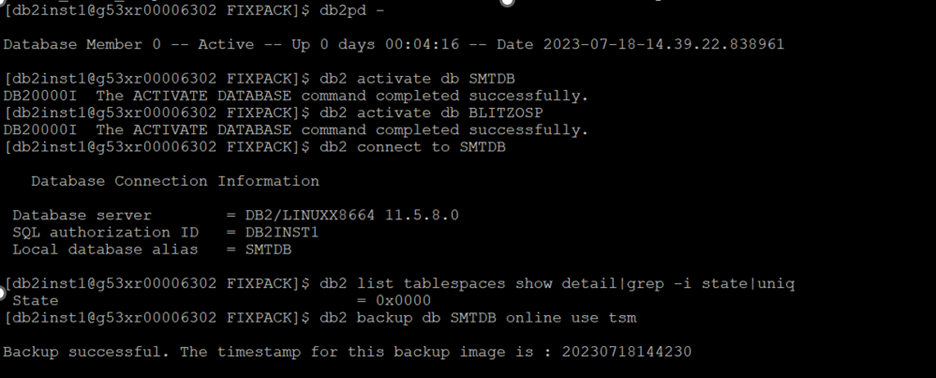 [db2inst1@g53xr00006302 FIXPACK]$ db2pd -
Database Member 0 -- Active -- Up 0 days 00:04:16 -- Date 2023-07-18-14.39.22.838961
[db2inst1@g53xr00006302 FIXPACK]$ db2 activate db SMTDB
DB20000I  The ACTIVATE DATABASE command completed successfully.
[db2inst1@g53xr00006302 FIXPACK]$ db2 activate db BLITZOSP
DB20000I  The ACTIVATE DATABASE command completed successfully.
[db2inst1@g53xr00006302 FIXPACK]$ db2 connect to SMTDB
Database Connection Information
Database server        = DB2/LINUXX8664 11.5.8.0
SQL authorization ID   = DB2INST1
Local database alias   = SMTDB
[db2inst1@g53xr00006302 FIXPACK]$ db2 list tablespaces show detail|grep -i state|uniq
State                                = 0x0000
[db2inst1@g53xr00006302 FIXPACK]$ db2 backup db SMTDB online use tsm
Backup successful. The timestamp for this backup image is : 20230718144230